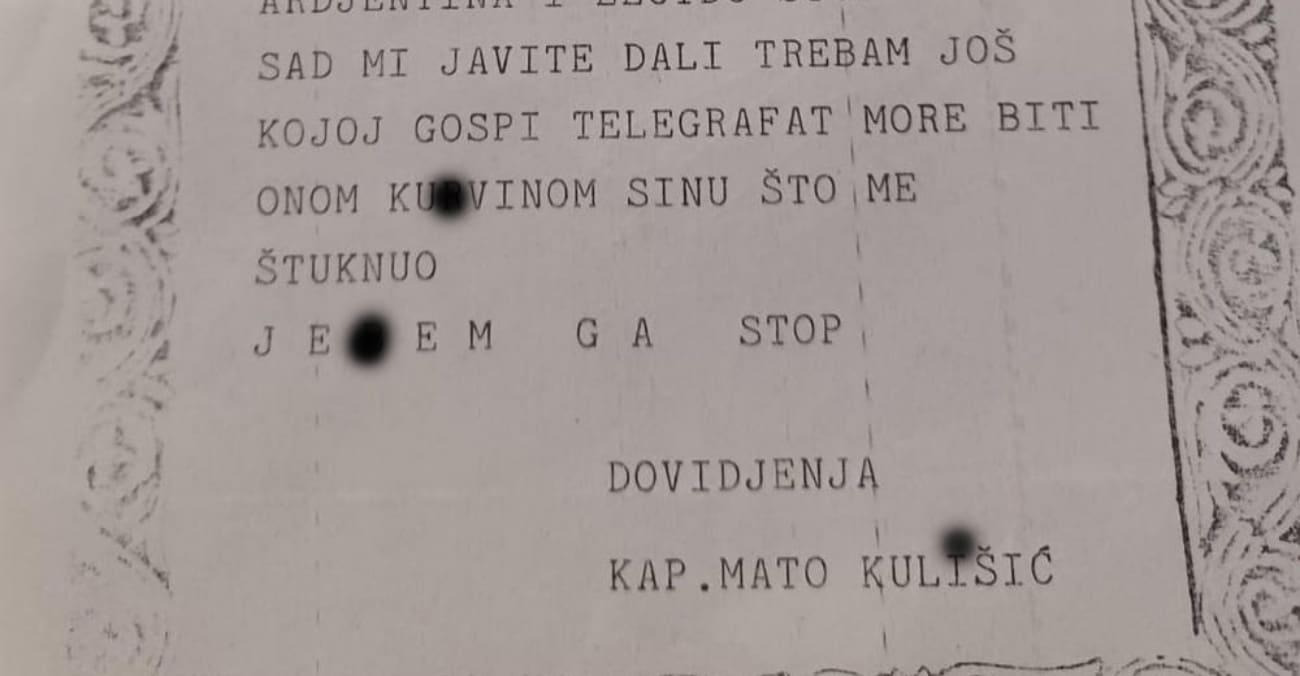 SAD MI JAVITE DALI TREBAM JOŠ
KOJOJ GOSPI TELEGRAFAT MORE BITI
ONOM SINU ŠTO ME
ŠTUKNUO
G A STOP
DOVIDJENJA
KAP.MATO KULIŠIĆ